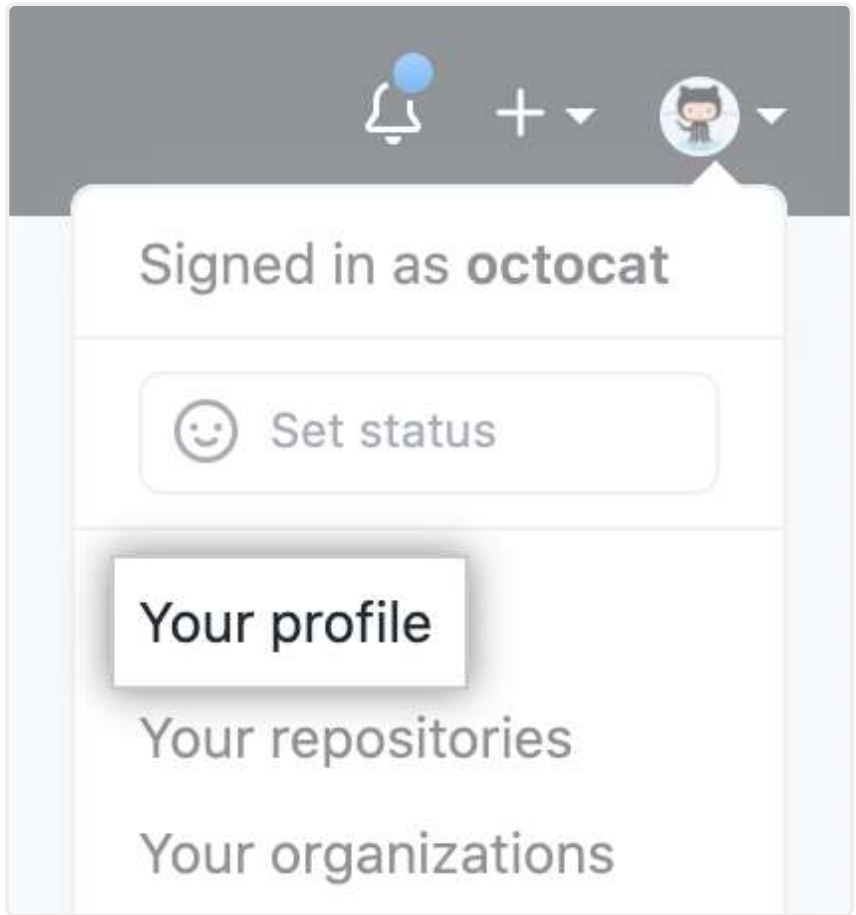 Signed in as octocat
Set status
Your profile
Your repositories
Your organizations